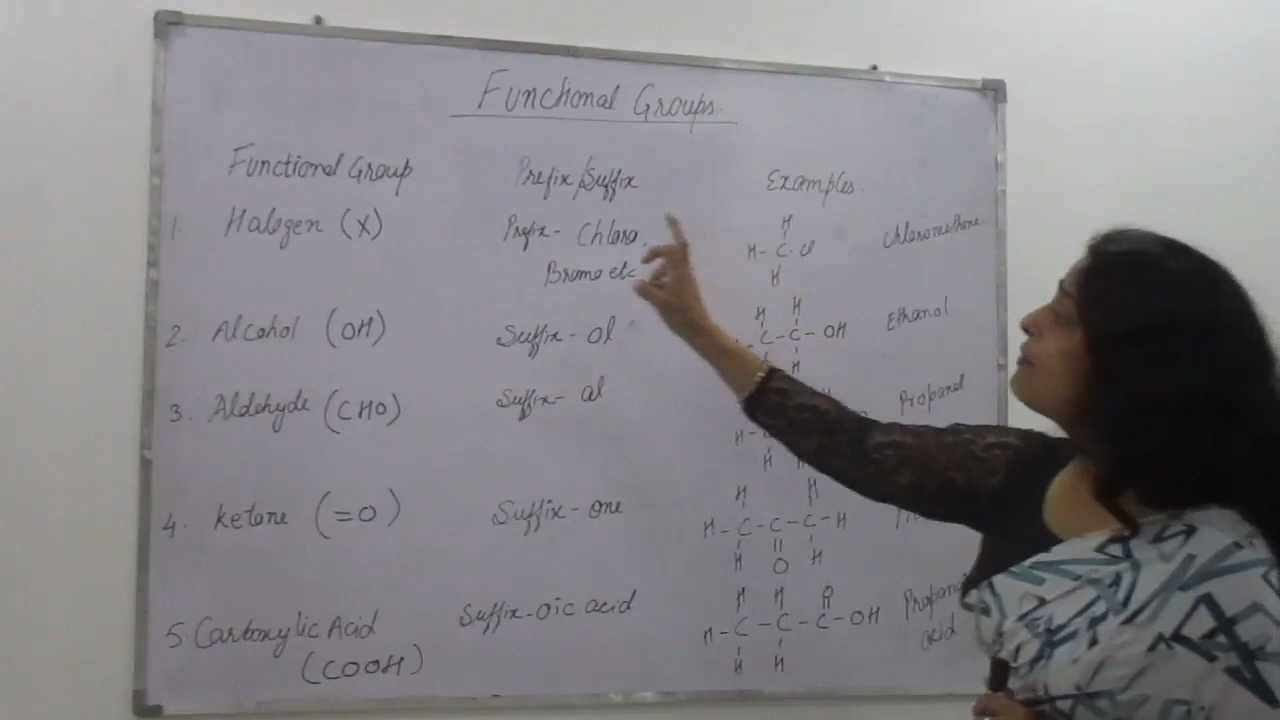 Functional Groups.
Functional Group Prefix/Suffix Examples.
1 Halogen (X) Prefix- Chloro, Chloromethane
Bromo etc
H
H-C-Cl
H
2. Alcohol (OH) Suffix- ol Ethanol
H H
C-C-OH
H
3. Aldehyde (CHO) Suffix- al Propanal
H-
H H
4. Ketone (=O) Suffix-one
H H
H-C-C-C-H
H || H
O
5. Carboxylic Acid Suffix-oic acid
(COOH)
H H O
H-C-C-C-OH
H H
acid